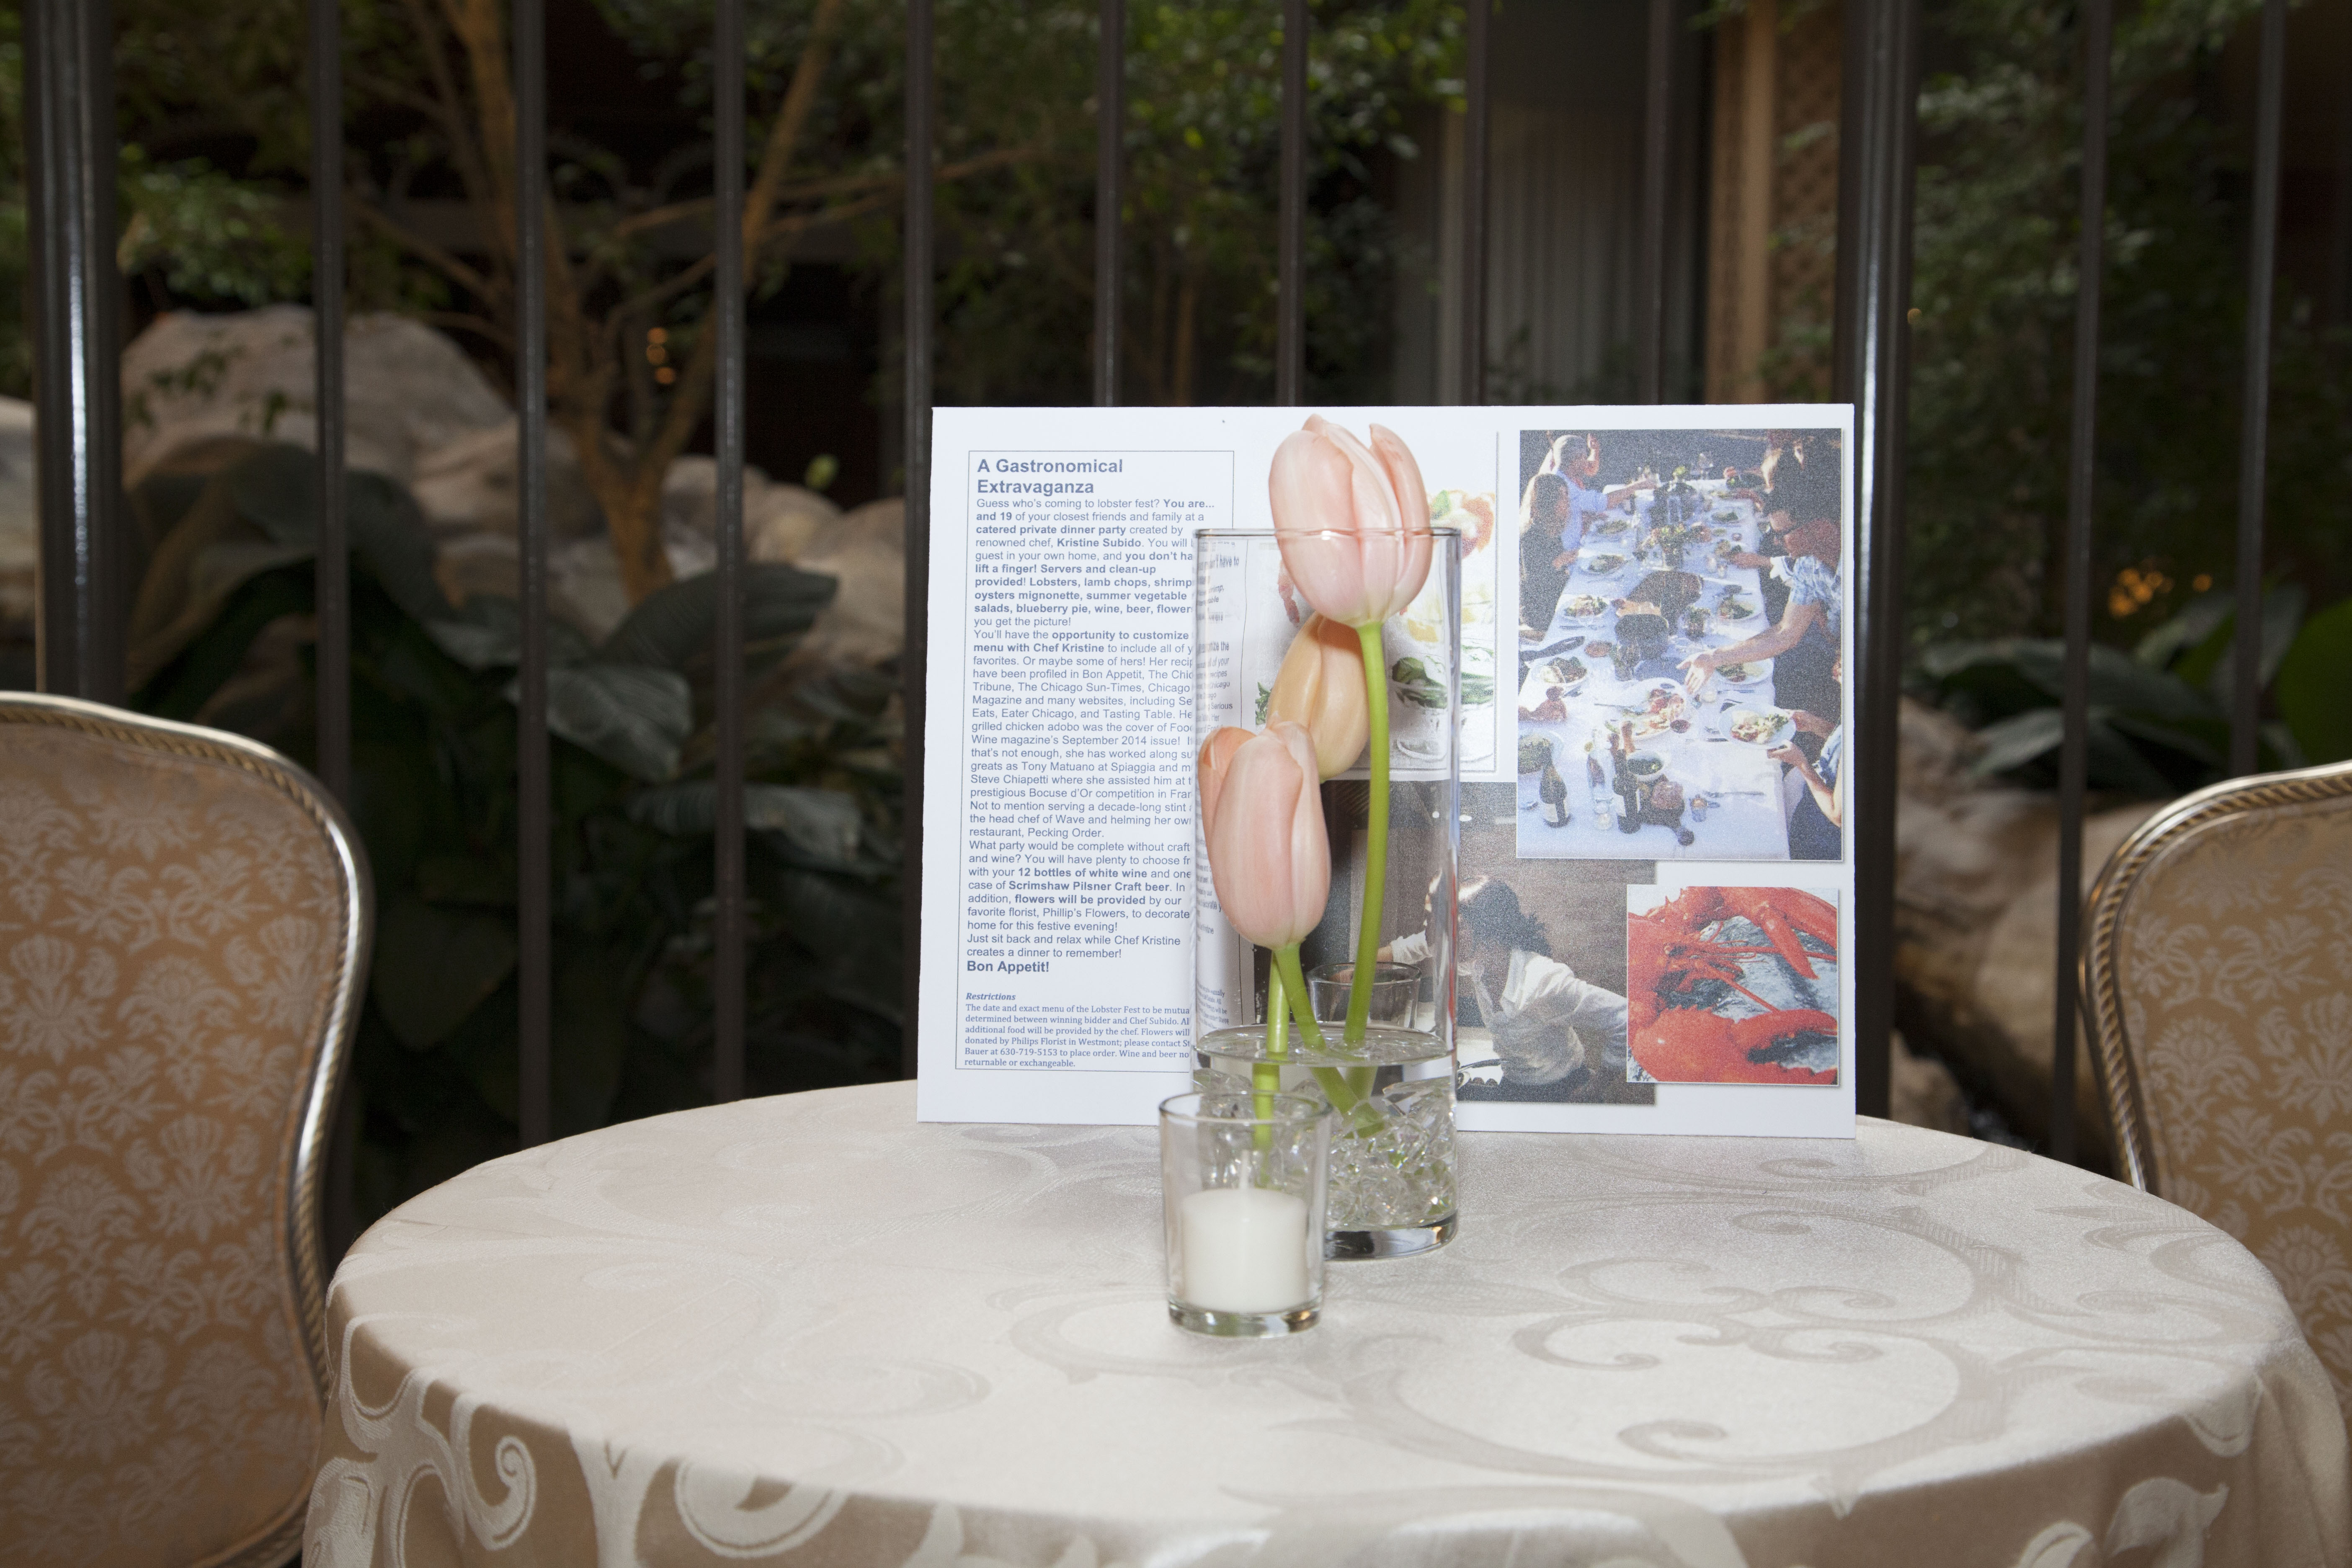 A Gastronomical
Extravaganza
Guess who's coming to lobster fest? You are...
and 19 of your closest friends and family at a
catered private dinner party created by
renowned chef, Kristine Subido. You will
guest in your own home, and you don't
lift a finger! Servers and clean-up
provided! Lobsters, lamb chops, shrimp
oysters mignonette, summer vegetable
salads, blueberry pie, wine, beer,
you get the picture!
You'll have the opportunity to customize
menu with Chef Kristine to include all of
favorites. Or maybe some of hers! Her
have been profiled in Bon Appetit, The
Tribune, The Chicago Sun-Times, Chicago
Magazine and many websites, including
Eats, Eater Chicago, and Tasting Table.
grilled chicken adobo was the cover of
Wine magazine's September 2014 issue!
that's not enough, she has worked along
greats as Tony Matuano at Spiaggia and
Steve Chiapetti where she assisted him at
prestigious Bocuse d'Or competition in
Not to mention serving a decade-long stint
the head chef of Wave and helming her
restaurant, Pecking Order.
What party would be complete without craft
and wine? You will have plenty to choose
with your 12 bottles of white wine and one
case of Scrimshaw Pilsner Craft beer. In
addition, flowers will be provided by our
favorite florist, Phillip's Flowers, to decorate
home for this festive evening!
Just sit back and relax while Chef Kristine
creates a dinner to remember!
Bon Appetit!
Restrictions
The date and exact menu of the Lobster Fest to be
determined between winning bidder and Chef Subido.
additional food will be provided by the chef. Flowers will
donated by Philips Florist in Westmont; please contact
Bauer at 630-719-5153 to place order. Wine and beer
returnable or exchangeable.